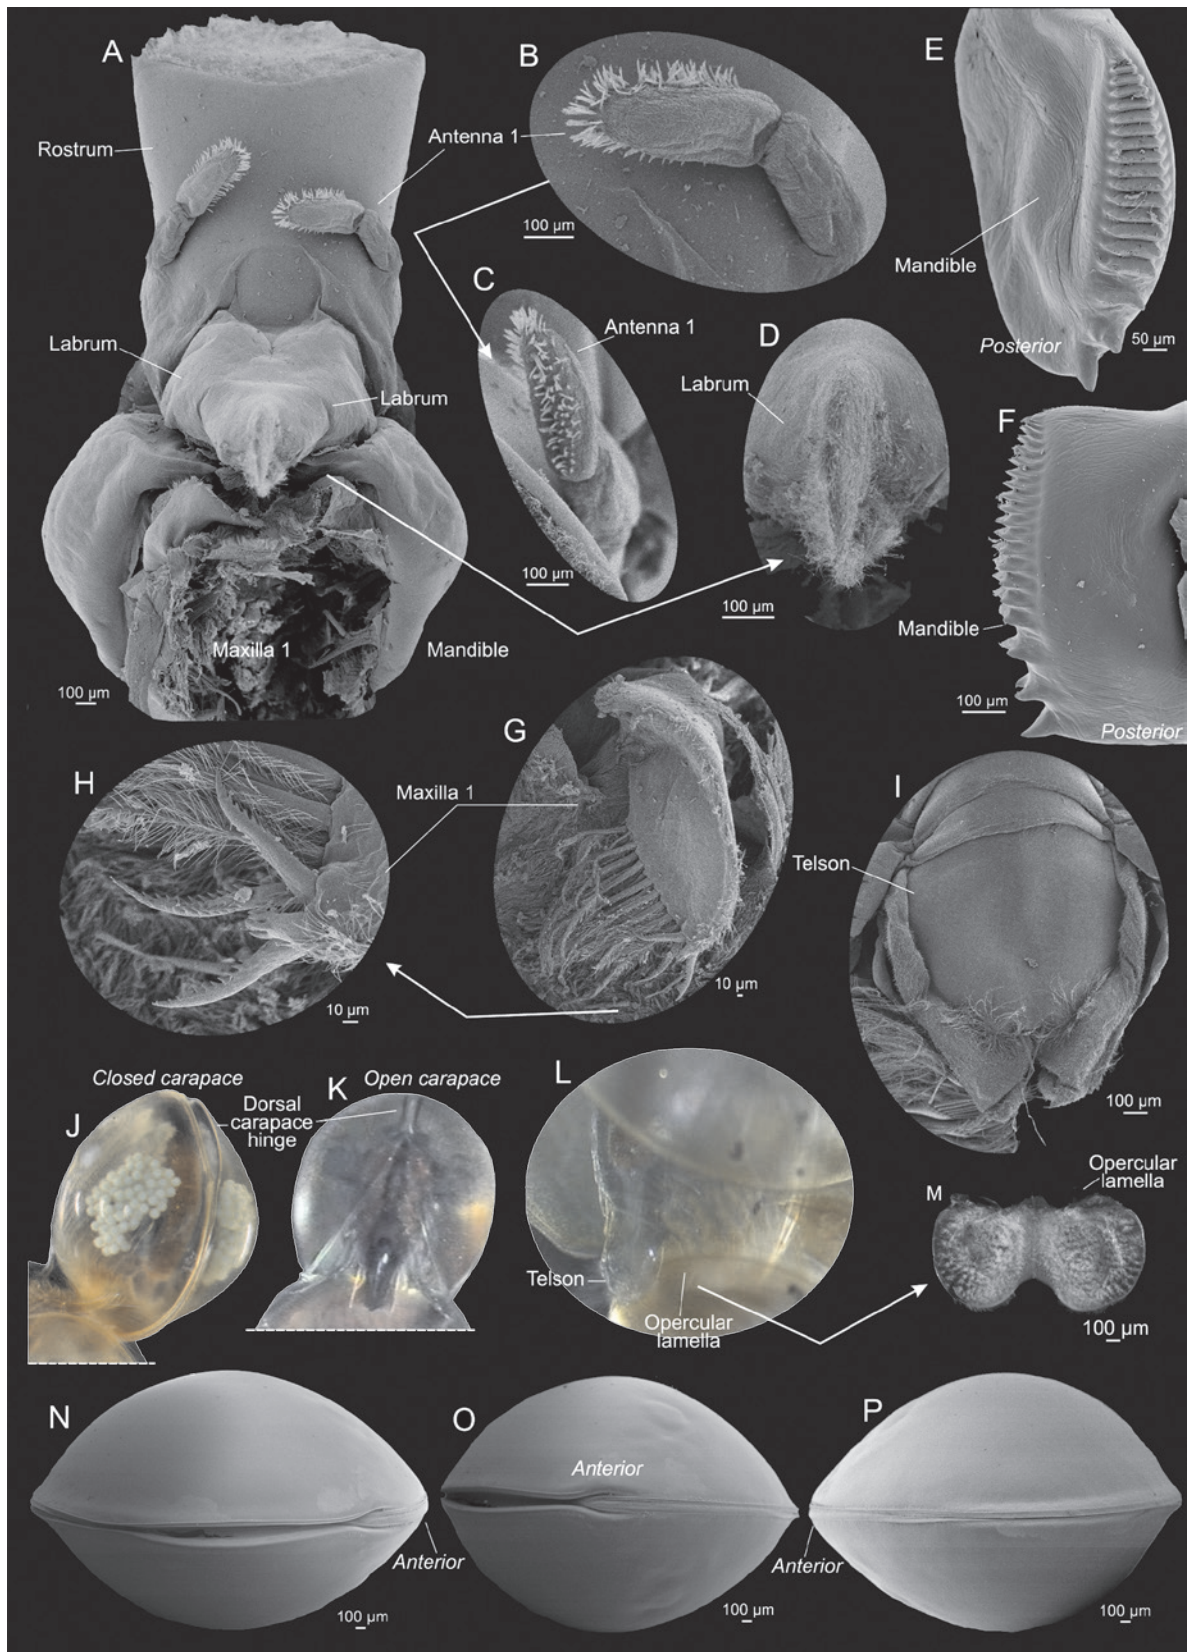 A
B
E
Rostrum
Antenna 1
100 µm
Mandible
C
Antenna 1
D
Labrum
Labrum
Labrum
Posterior
50 µm
F
100 µm
100 µm
Maxilla 1
Mandible
Mandible
100 µm
100 µm
Posterior
G
H
Maxilla 1
I
Telson
10 µm
10 µm
100 µm
Closed carapace
Open carapace
J
K
L
Dorsal
carapace
hinge
Opercular
lamella
M
Telson
Opercular
lamella
100 µm
N
O
P
Anterior
Anterior
Anterior
100 µm
100 µm
100 µm